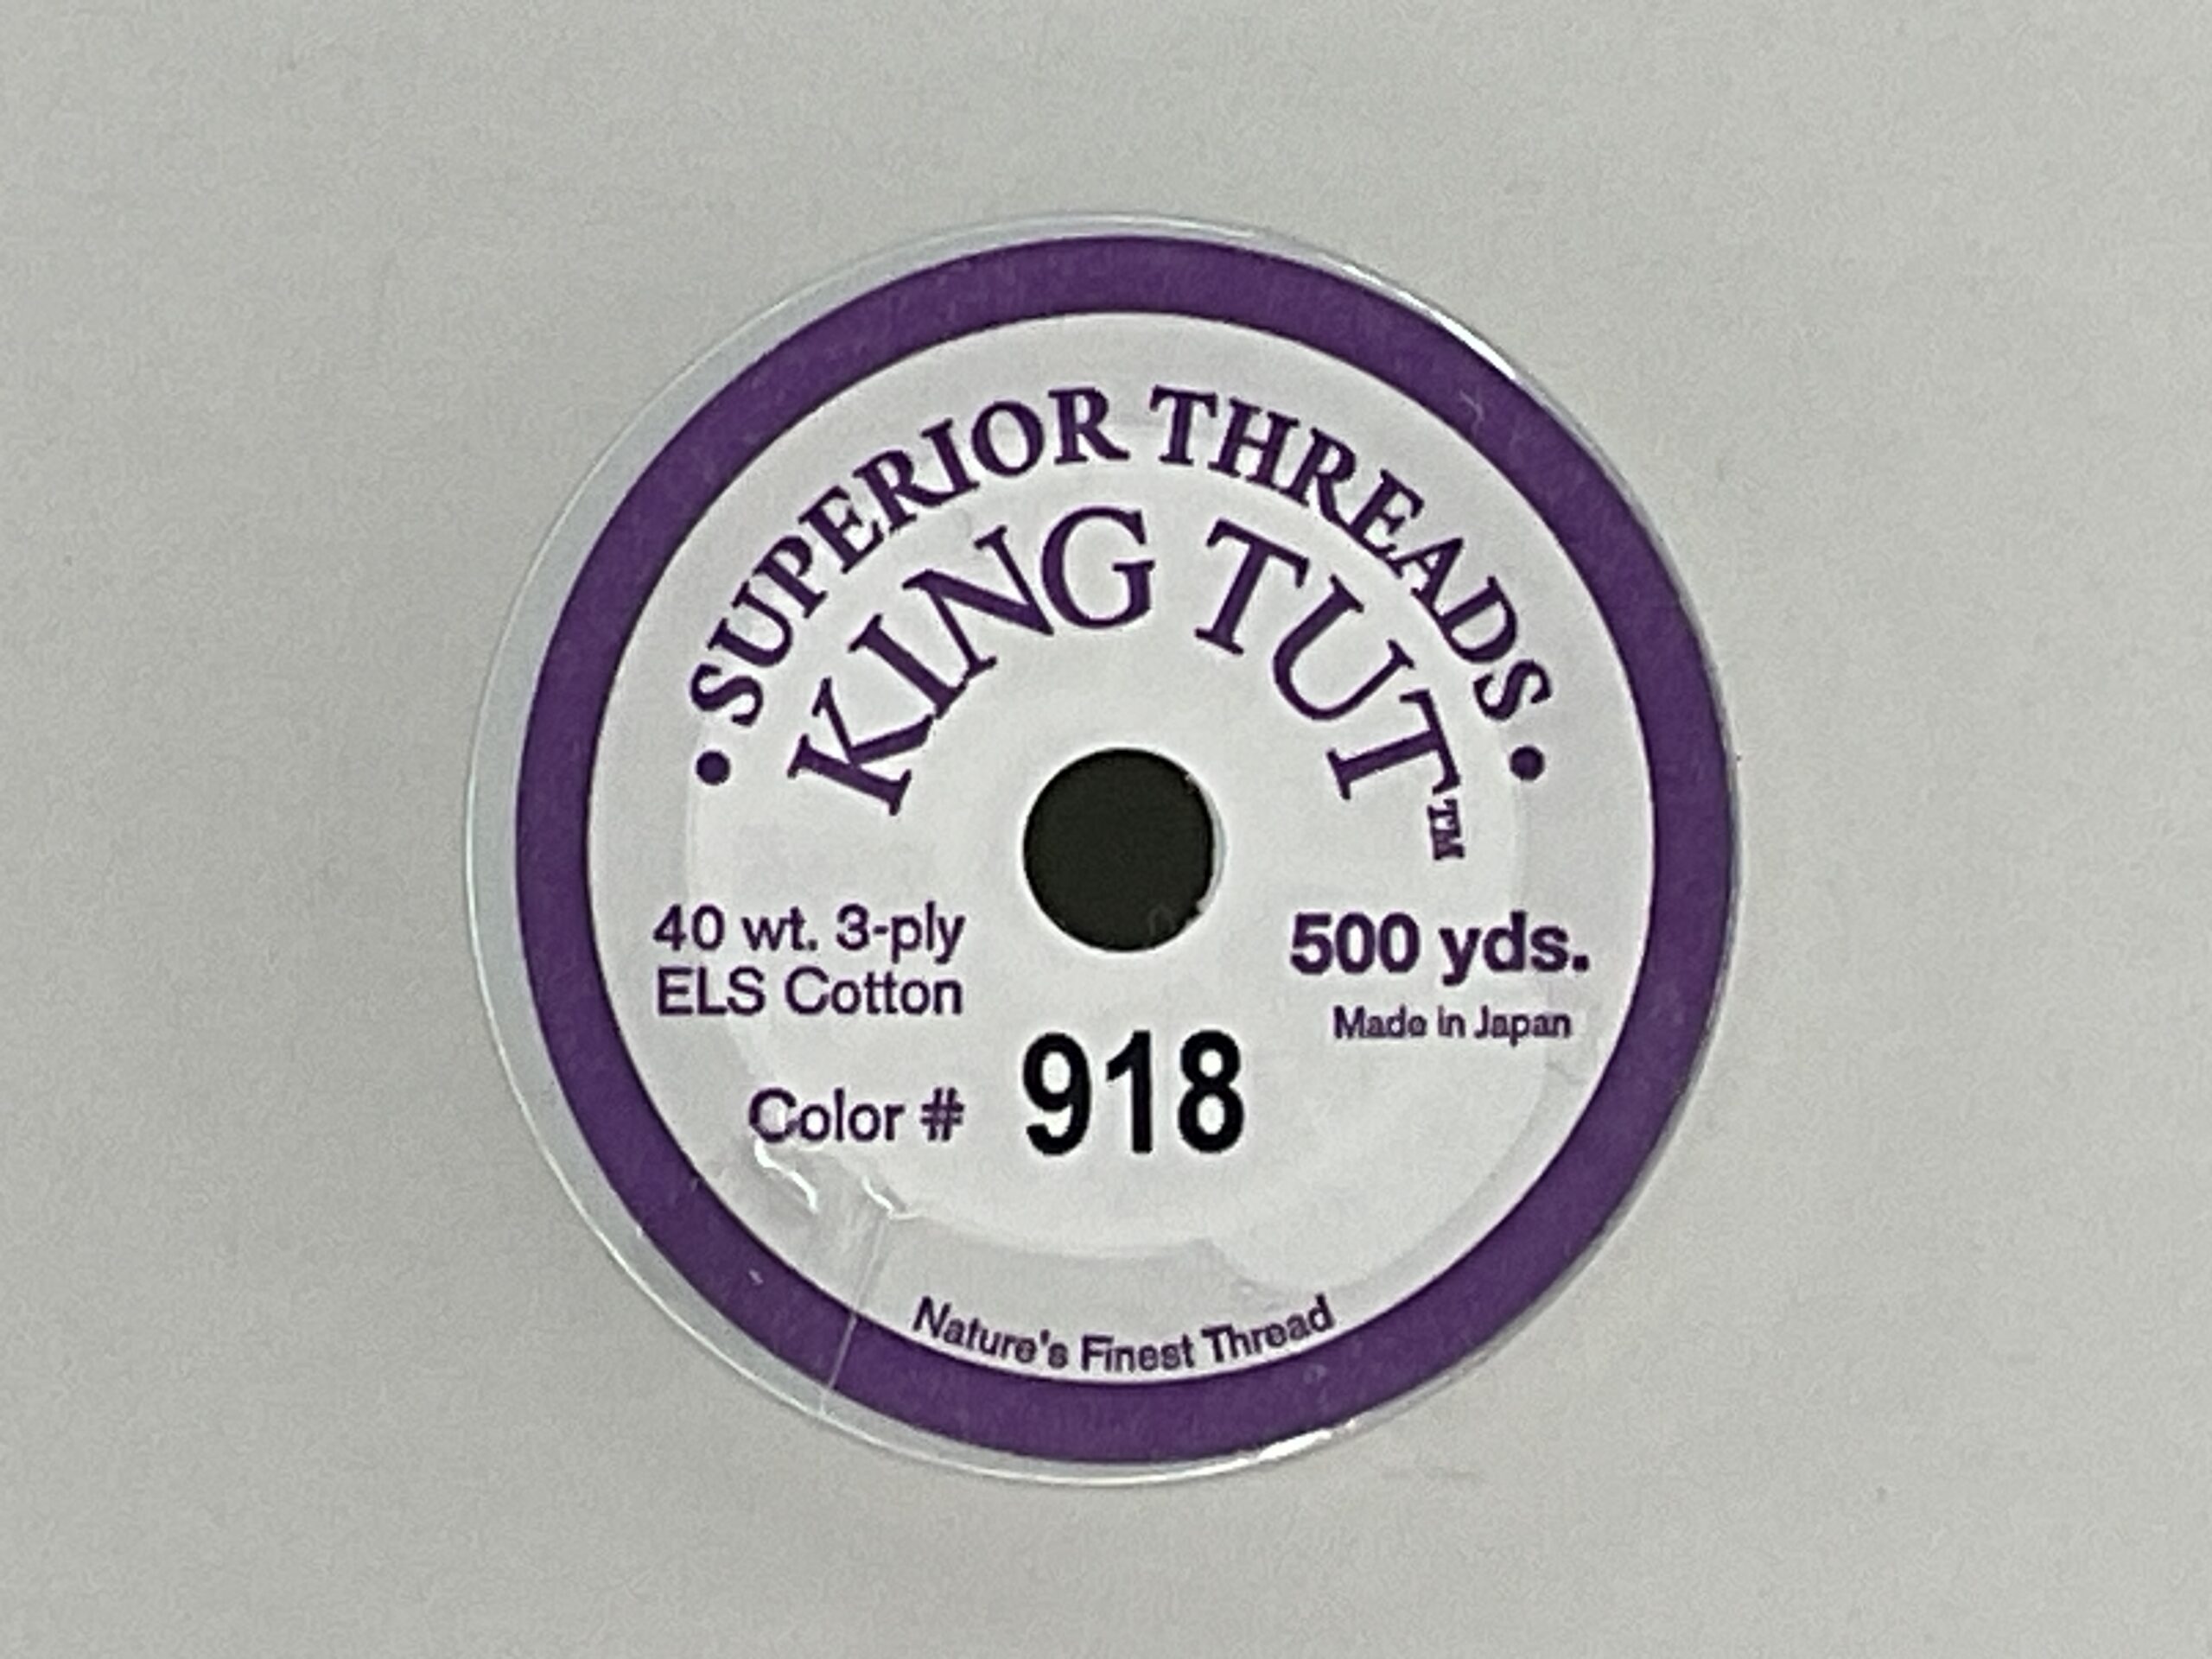 • SUPERIOR THREADS •
KING TUT™
40 wt. 3-ply
ELS Cotton
500 yds.
Made in Japan
Color # 918
Nature's Finest Thread